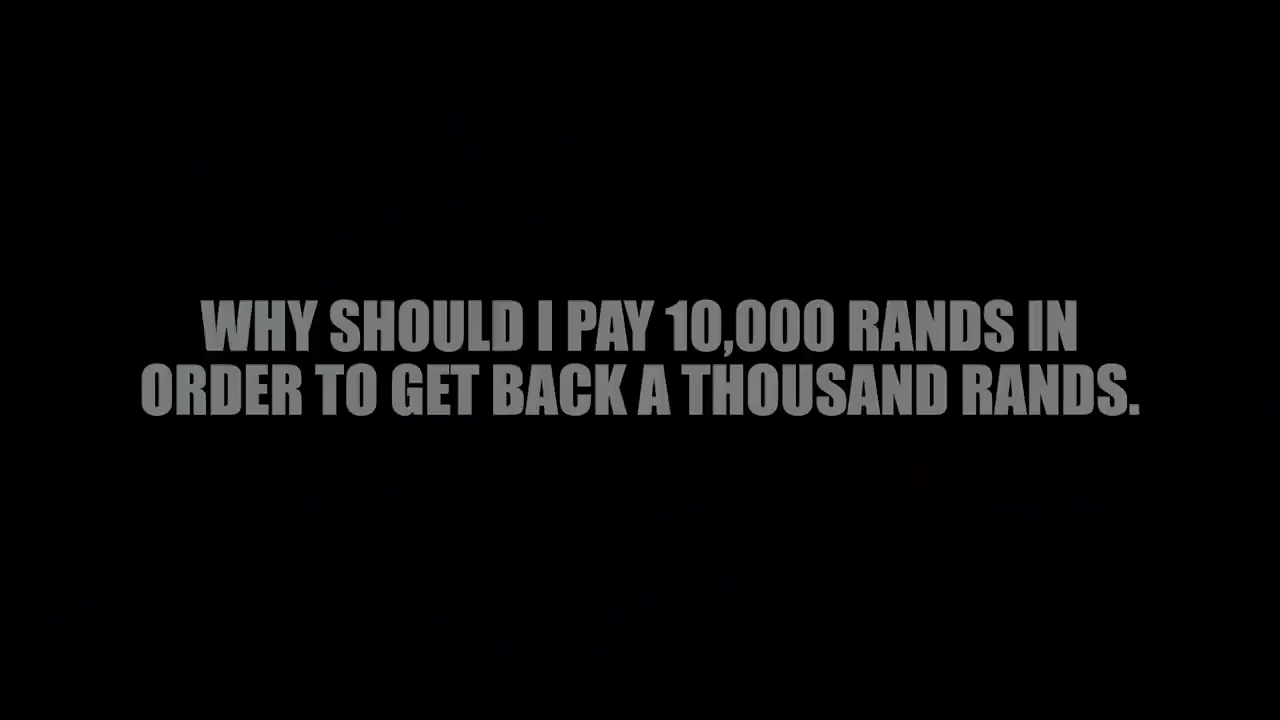 WHY SHOULD I PAY 10,000 RANDS IN
ORDER TO GET BACK A THOUSAND RANDS.